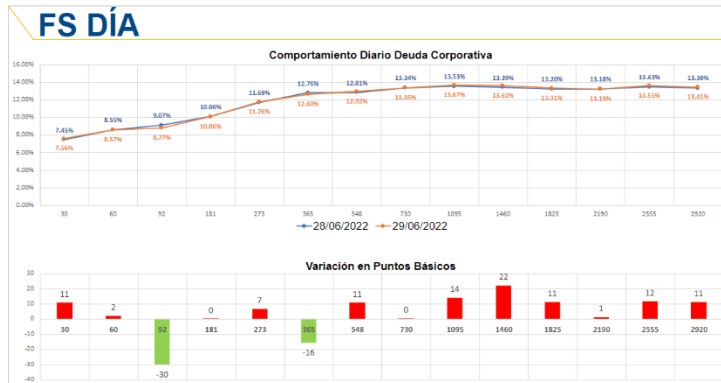 FS DÍA
Comportamiento Diario Deuda Corporativa
16.00%
14.00%
12.00%
10.00%
8.00%
6.00%
4.00%
2.00%
0.00%
7.45% 8.55% 9.07% 10.06% 11.69% 12.76% 12.81% 13.34% 13.53% 13.39% 13.20% 13.18% 13.43% 13.30%
7.56% 8.57% 8.77% 10.06% 11.76% 12.60% 12.92% 13.35% 13.67% 13.61% 13.31% 13.19% 13.55% 13.41%
30 60 92 181 273 365 548 730 1095 1460 1825 2190 2555 2920
28/06/2022 29/06/2022
Variación en Puntos Básicos
30
20
10
0
-10
-20
-30
-40
11 2 0 7 11 0 14 22 11 1 12 11
30 60 92 181 273 365 548 730 1095 1460 1825 2190 2555 2920
-30 -16